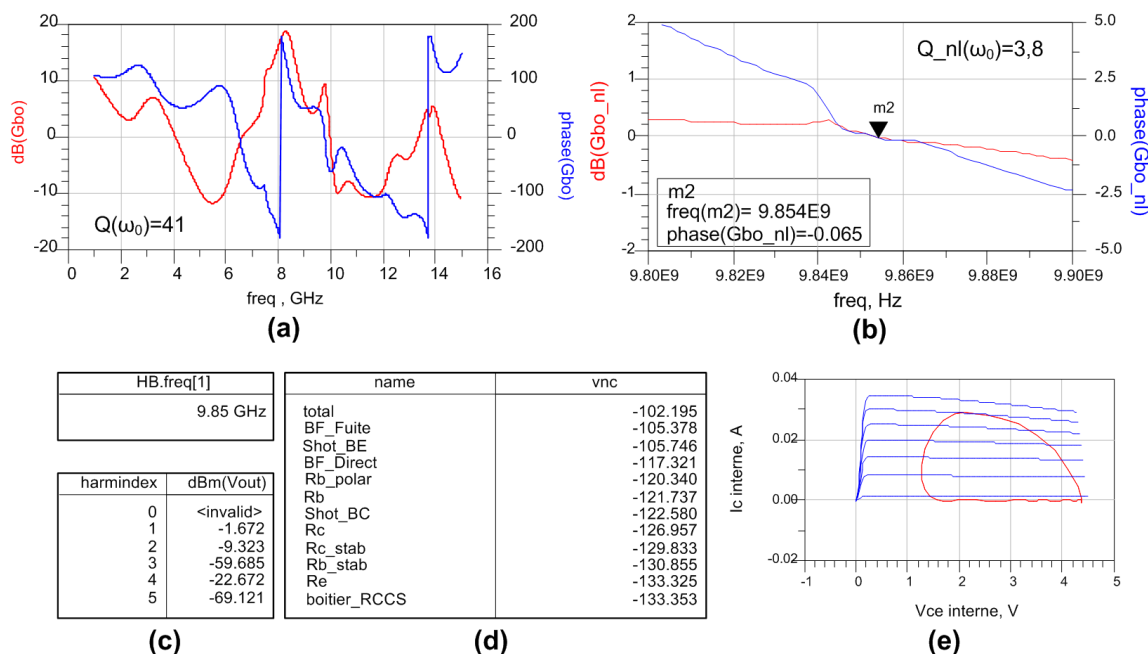 20
10
0
-10
-20
dB(Gbo)
200
100
0
-100
-200
phase(Gbo)
Q(ω₀)=41
0 2 4 6 8 10 12 14 16
freq , GHz
(a)
2
1
0
-1
-2
dB(Gbo_nl)
5.0
2.5
0.0
-2.5
-5.0
phase(Gbo_nl)
Q_nl(ω₀)=3,8
m2
m2
freq(m2)= 9.854E9
phase(Gbo_nl)=-0.065
9.80E9 9.82E9 9.84E9 9.86E9 9.88E9 9.90E9
freq, Hz
(b)
HB.freq[1]
9.85 GHz
harmindex dBm(Vout)
0 <invalid>
1 -1.672
2 -9.323
3 -59.685
4 -22.672
5 -69.121
(c)
name vnc
total -102.195
BF_Fuite -105.378
Shot_BE -105.746
BF_Direct -117.321
Rb_polar -120.340
Rb -121.737
Shot_BC -122.580
Rc -126.957
Rc_stab -129.833
Rb_stab -130.855
Re -133.325
boitier_RCCS -133.353
(d)
0.04
0.02
0.00
-0.02
Ic interne, A
-1 0 1 2 3 4 5
Vce interne, V
(e)